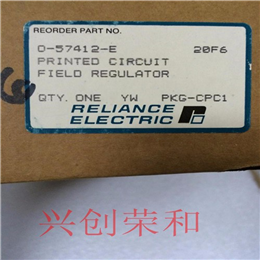 REORDER PART NO.
0-57412-E 20F6
PRINTED CIRCUIT
FIELD REGULATOR
QTY. ONE YW PKG-CPC1
RELIANCE
ELECTRIC
兴创荣和